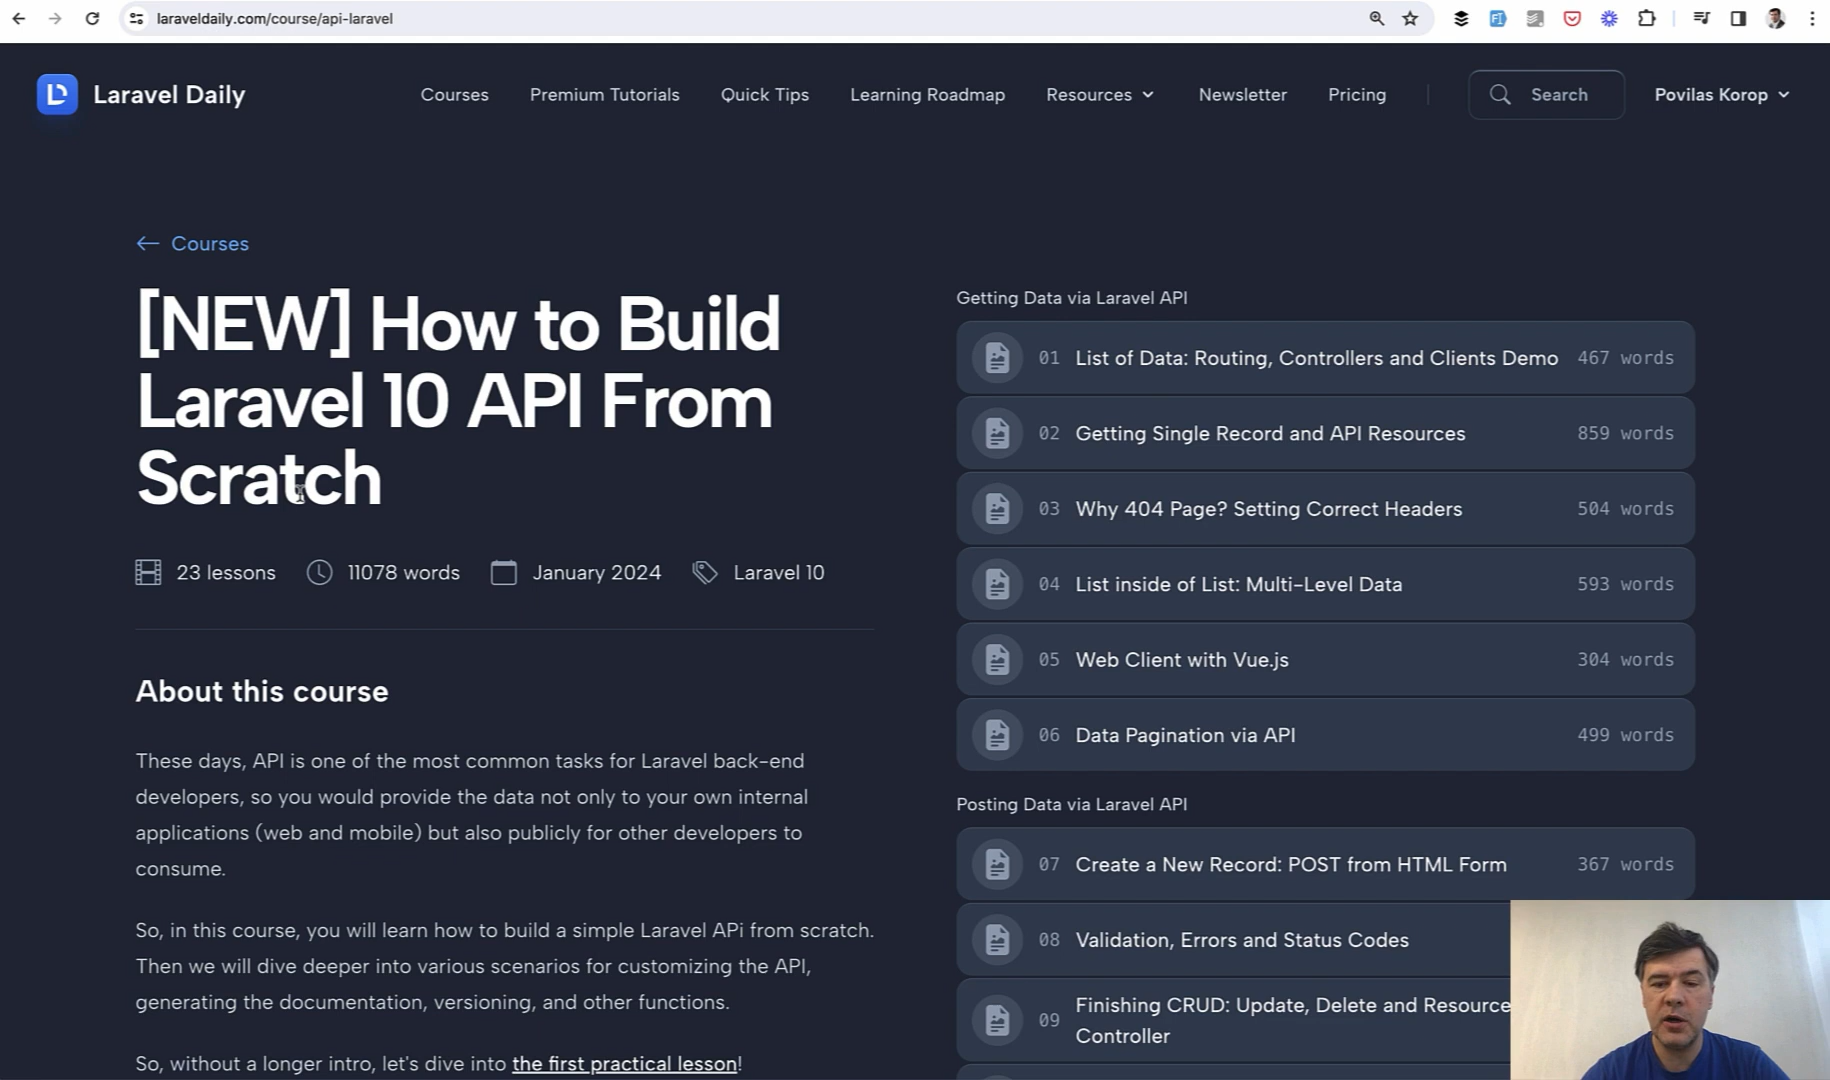 laraveldaily.com/course/api-laravel
Laravel Daily
Courses
Premium Tutorials
Quick Tips
Learning Roadmap
Resources
Newsletter
Pricing
Search
Povilas Korop
Courses
[NEW] How to Build
Laravel 10 API From
Scratch
23 lessons
11078 words
January 2024
Laravel 10
About this course
These days, API is one of the most common tasks for Laravel back-end
developers, so you would provide the data not only to your own internal
applications (web and mobile) but also publicly for other developers to
consume.
So, in this course, you will learn how to build a simple Laravel APi from scratch.
Then we will dive deeper into various scenarios for customizing the API,
generating the documentation, versioning, and other functions.
So, without a longer intro, let's dive into the first practical lesson!
Getting Data via Laravel API
01 List of Data: Routing, Controllers and Clients Demo 467 words
02 Getting Single Record and API Resources 859 words
03 Why 404 Page? Setting Correct Headers 504 words
04 List inside of List: Multi-Level Data 593 words
05 Web Client with Vue.js 304 words
06 Data Pagination via API 499 words
Posting Data via Laravel API
07 Create a New Record: POST from HTML Form 367 words
08 Validation, Errors and Status Codes
09 Finishing CRUD: Update, Delete and Resource
Controller